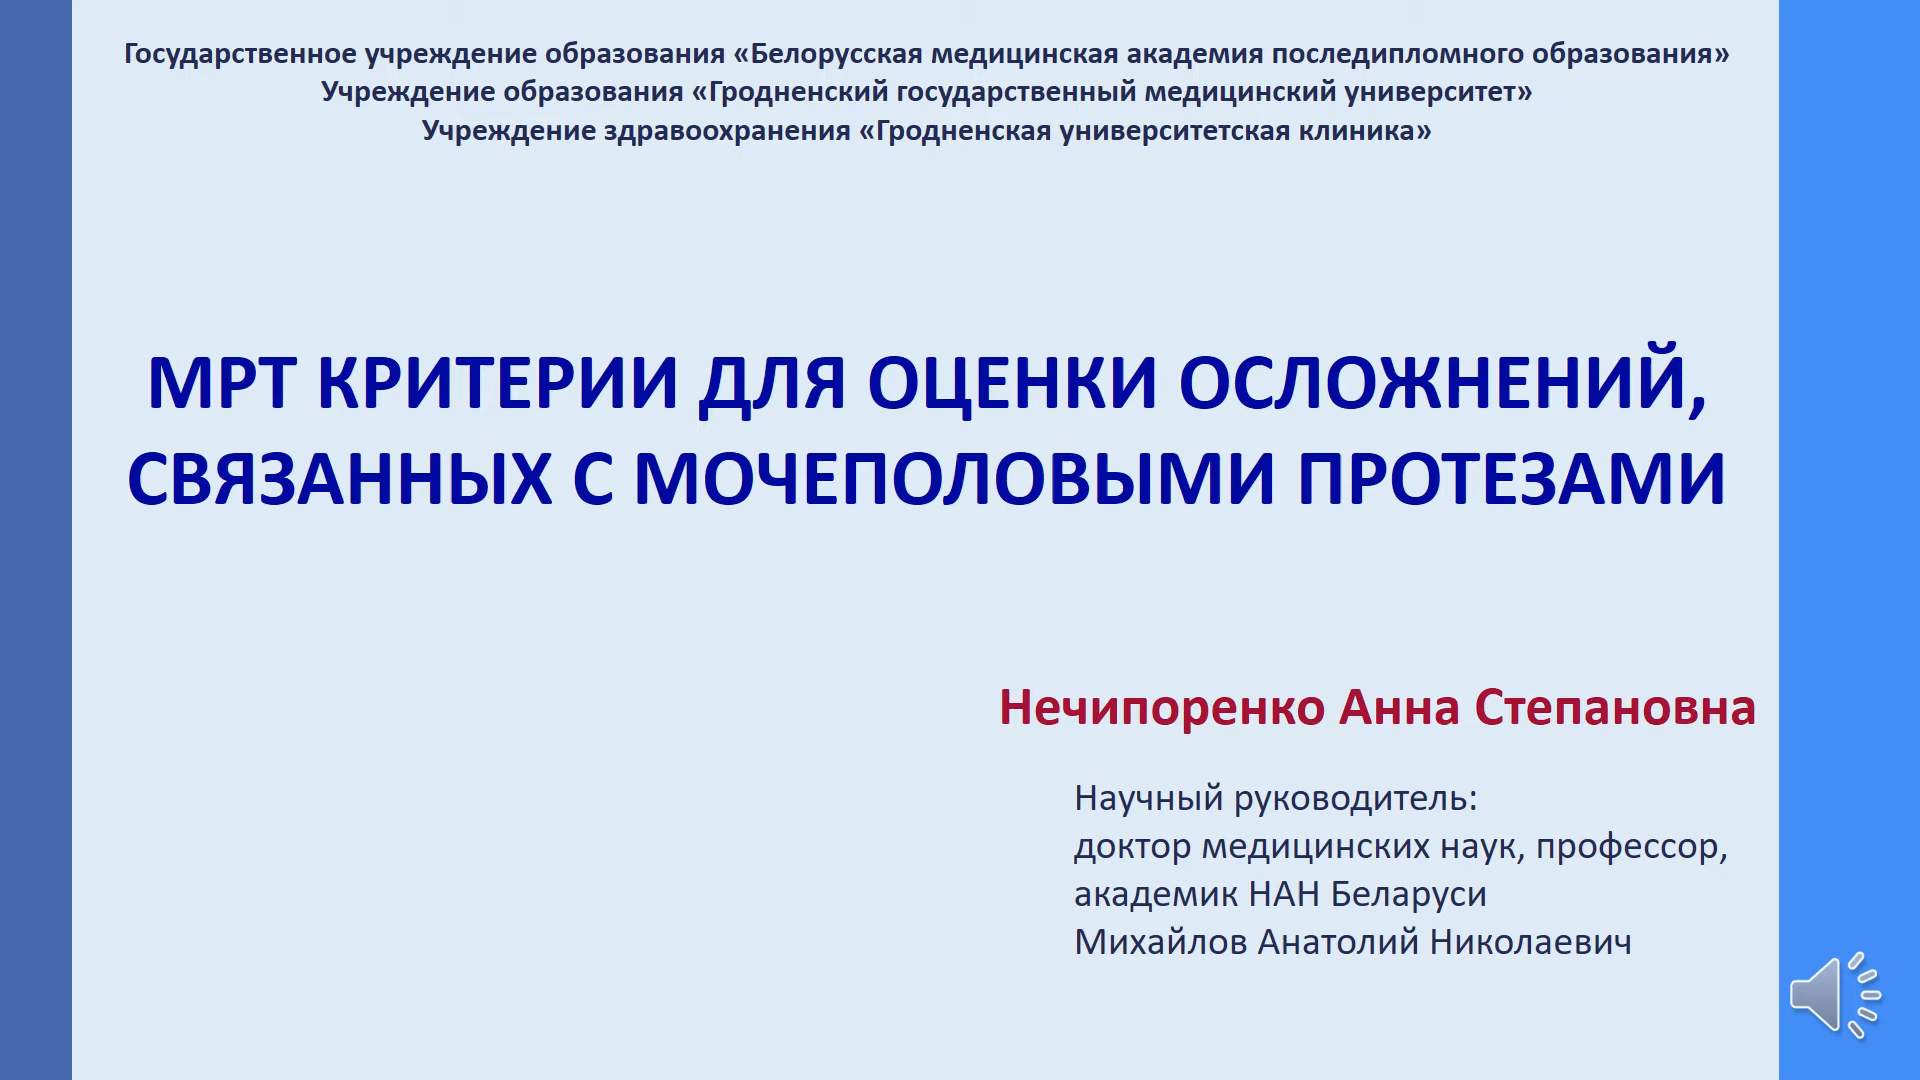 Государственное учреждение образования «Белорусская медицинская академия последипломного образования»
Учреждение образования «Гродненский государственный медицинский университет»
Учреждение здравоохранения «Гродненская университетская клиника»
МРТ КРИТЕРИИ ДЛЯ ОЦЕНКИ ОСЛОЖНЕНИЙ,
СВЯЗАННЫХ С МОЧЕПОЛОВЫМИ ПРОТЕЗАМИ
Нечипоренко Анна Степановна
Научный руководитель:
доктор медицинских наук, профессор,
академик НАН Беларуси
Михайлов Анатолий Николаевич